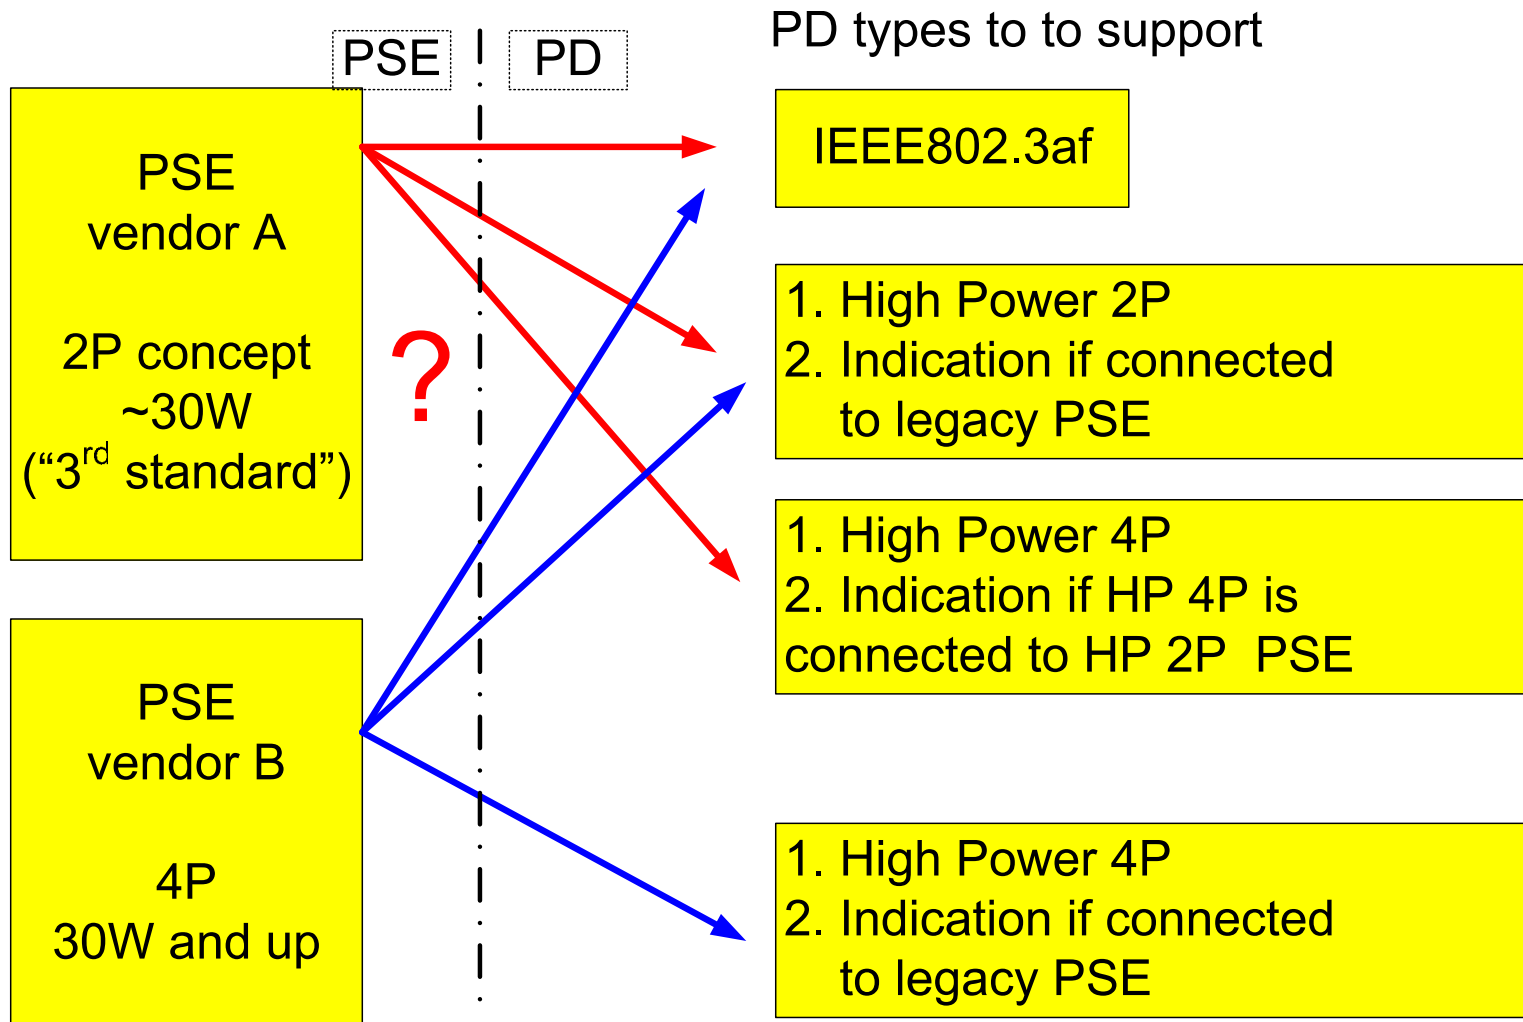 PD types to to support
PSE
PD
PSE
vendor A
2P concept
~30W
(“3rd standard”)
?
PSE
vendor B
4P
30W and up
IEEE802.3af
1. High Power 2P
2. Indication if connected
to legacy PSE
1. High Power 4P
2. Indication if HP 4P is
connected to HP 2P PSE
1. High Power 4P
2. Indication if connected
to legacy PSE